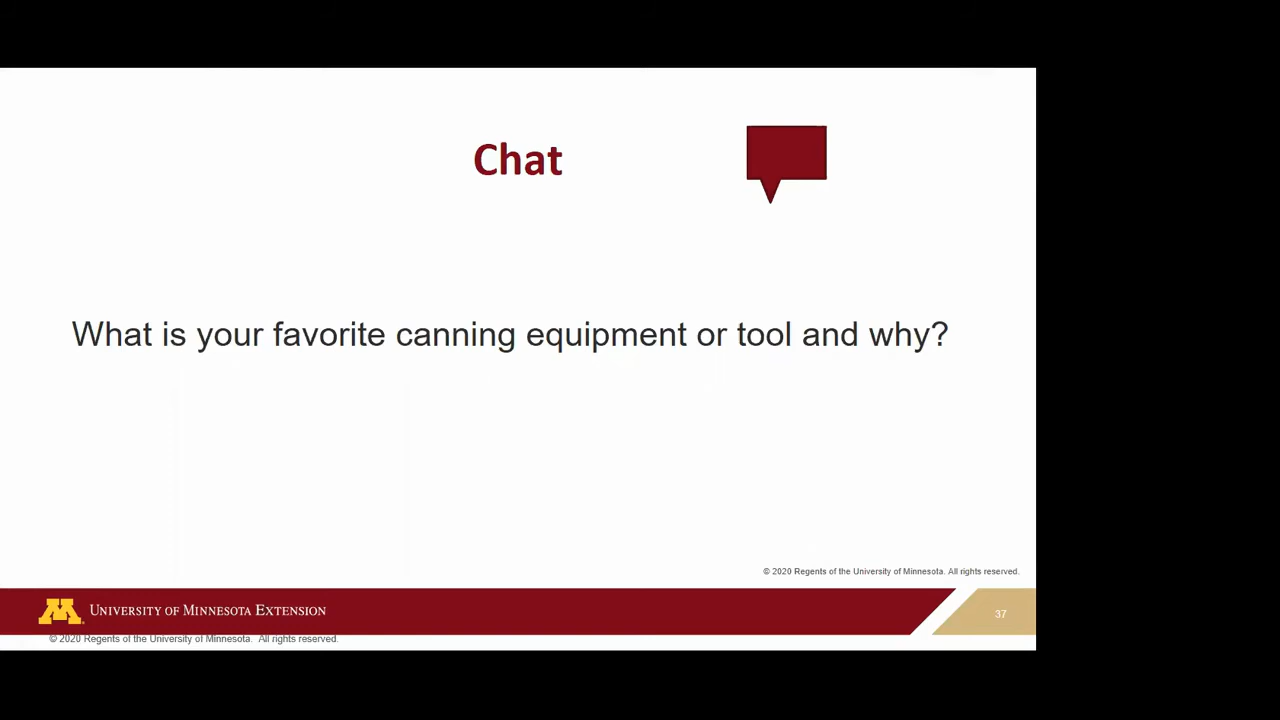 Chat
What is your favorite canning equipment or tool and why?
© 2020 Regents of the University of Minnesota. All rights reserved.
University of Minnesota Extension
37
© 2020 Regents of the University of Minnesota. All rights reserved.